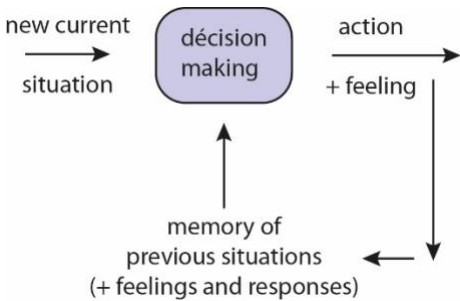 new current
situation
décision
making
action
+ feeling
memory of
previous situations
(+ feelings and responses)